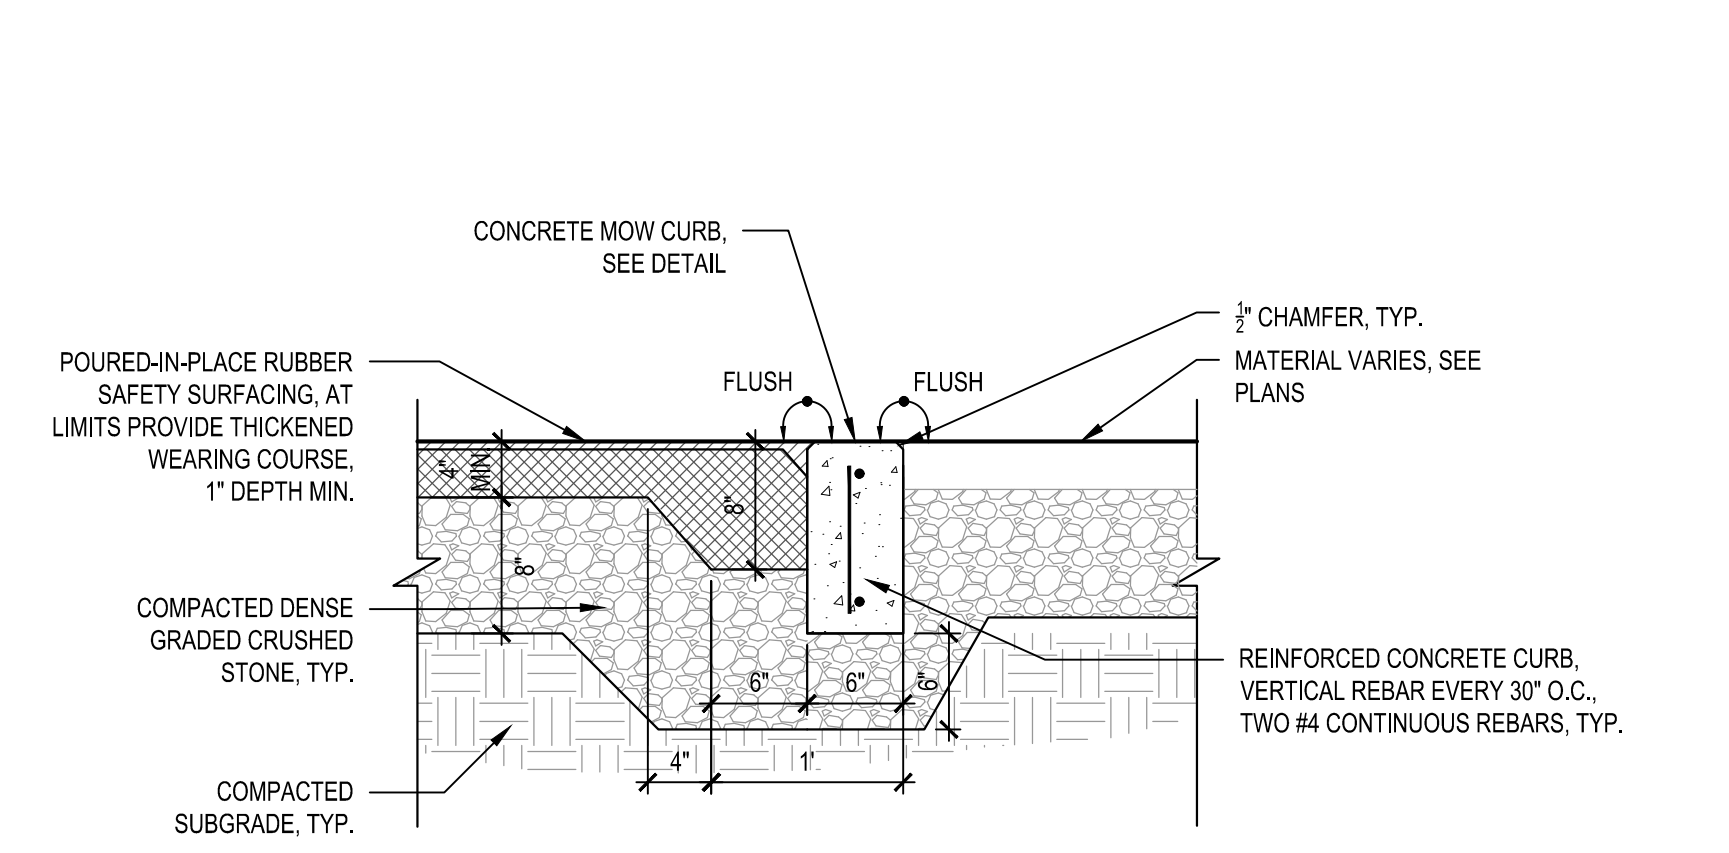 CONCRETE MOW CURB,
SEE DETAIL
½" CHAMFER, TYP.
MATERIAL VARIES, SEE
PLANS
POURED-IN-PLACE RUBBER
SAFETY SURFACING, AT
LIMITS PROVIDE THICKENED
WEARING COURSE,
1" DEPTH MIN.
FLUSH
FLUSH
4"
MIN.
8"
8"
COMPACTED DENSE
GRADED CRUSHED
STONE, TYP.
6"
6"
6"
REINFORCED CONCRETE CURB,
VERTICAL REBAR EVERY 30" O.C.,
TWO #4 CONTINUOUS REBARS, TYP.
4"
1'
COMPACTED
SUBGRADE, TYP.